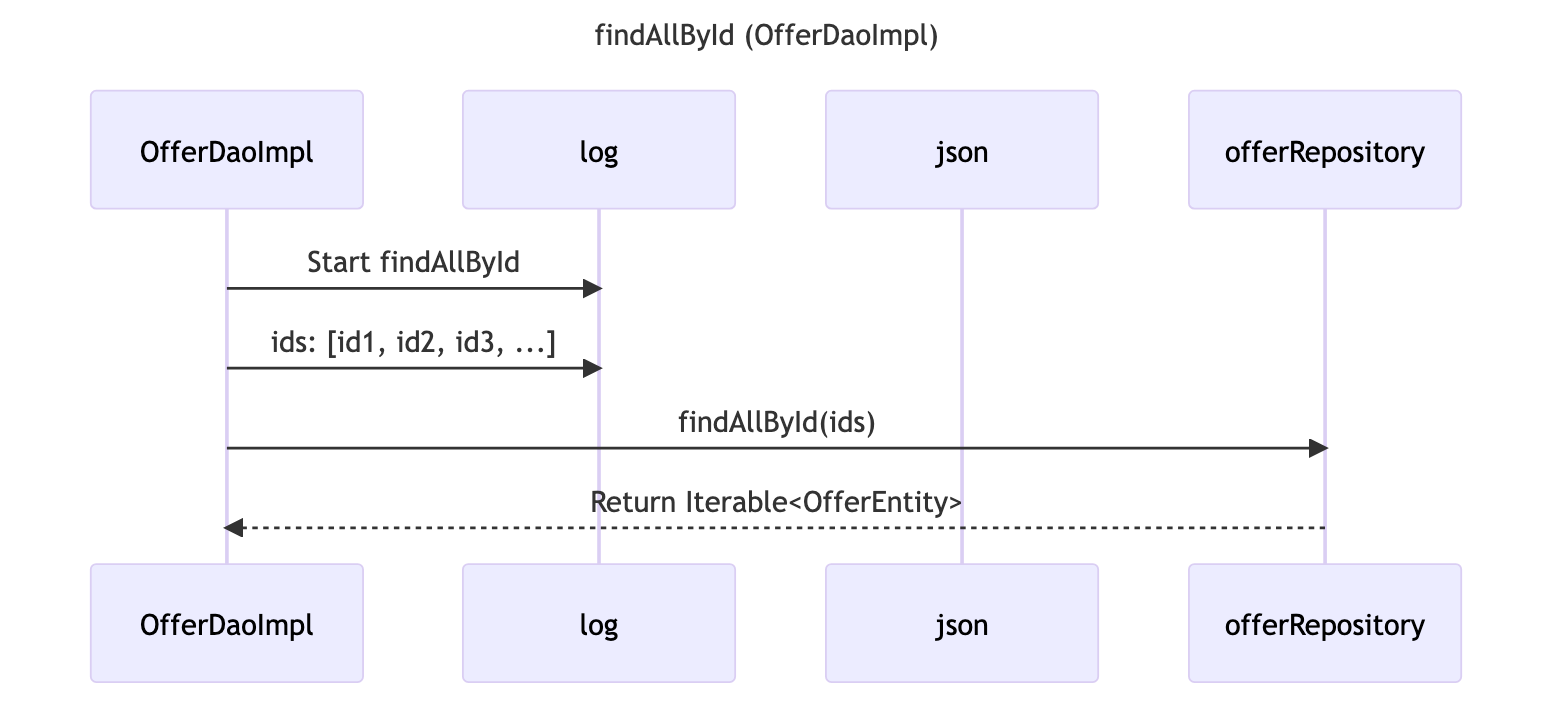 findAllById (OfferDaoImpl)
OfferDaoImpl
log
json
offerRepository
Start findAllById
ids: [id1, id2, id3, ...]
findAllById(ids)
Return Iterable<OfferEntity>
OfferDaoImpl
log
json
offerRepository